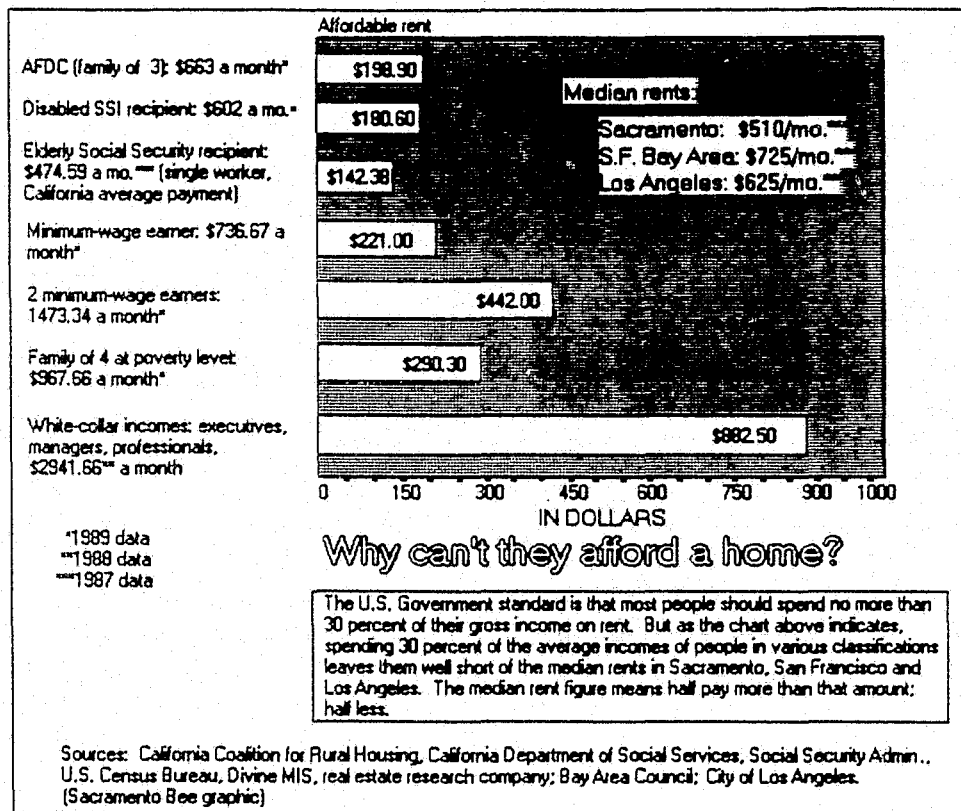 Affordable rent
AFDC (family of 3): $663 a month*
$198.90
Disabled SSI recipient: $602 a mo.*
$180.60
Elderly Social Security recipient:
$474.59 a mo.*** (single worker,
California average payment)
$142.38
Minimum-wage earner: $736.67 a
month*
$221.00
2 minimum-wage earners:
1473.34 a month*
$442.00
Family of 4 at poverty level:
$967.66 a month*
$290.30
White-collar incomes: executives,
managers, professionals,
$2941.66** a month
$882.50
Median rents:
Sacramento: $510/mo.***
S.F. Bay Area: $725/mo.***
Los Angeles: $625/mo.***
0 150 300 450 600 750 900 1000
IN DOLLARS
*1989 data
**1988 data
***1987 data
Why can't they afford a home?
The U.S. Government standard is that most people should spend no more than
30 percent of their gross income on rent. But as the chart above indicates,
spending 30 percent of the average incomes of people in various classifications
leaves them well short of the median rents in Sacramento, San Francisco and
Los Angeles. The median rent figure means half pay more than that amount;
half less.
Sources: California Coalition for Rural Housing, California Department of Social Services, Social Security Admin.,
U.S. Census Bureau, Divine MIS, real estate research company; Bay Area Council; City of Los Angeles.
(Sacramento Bee graphic)